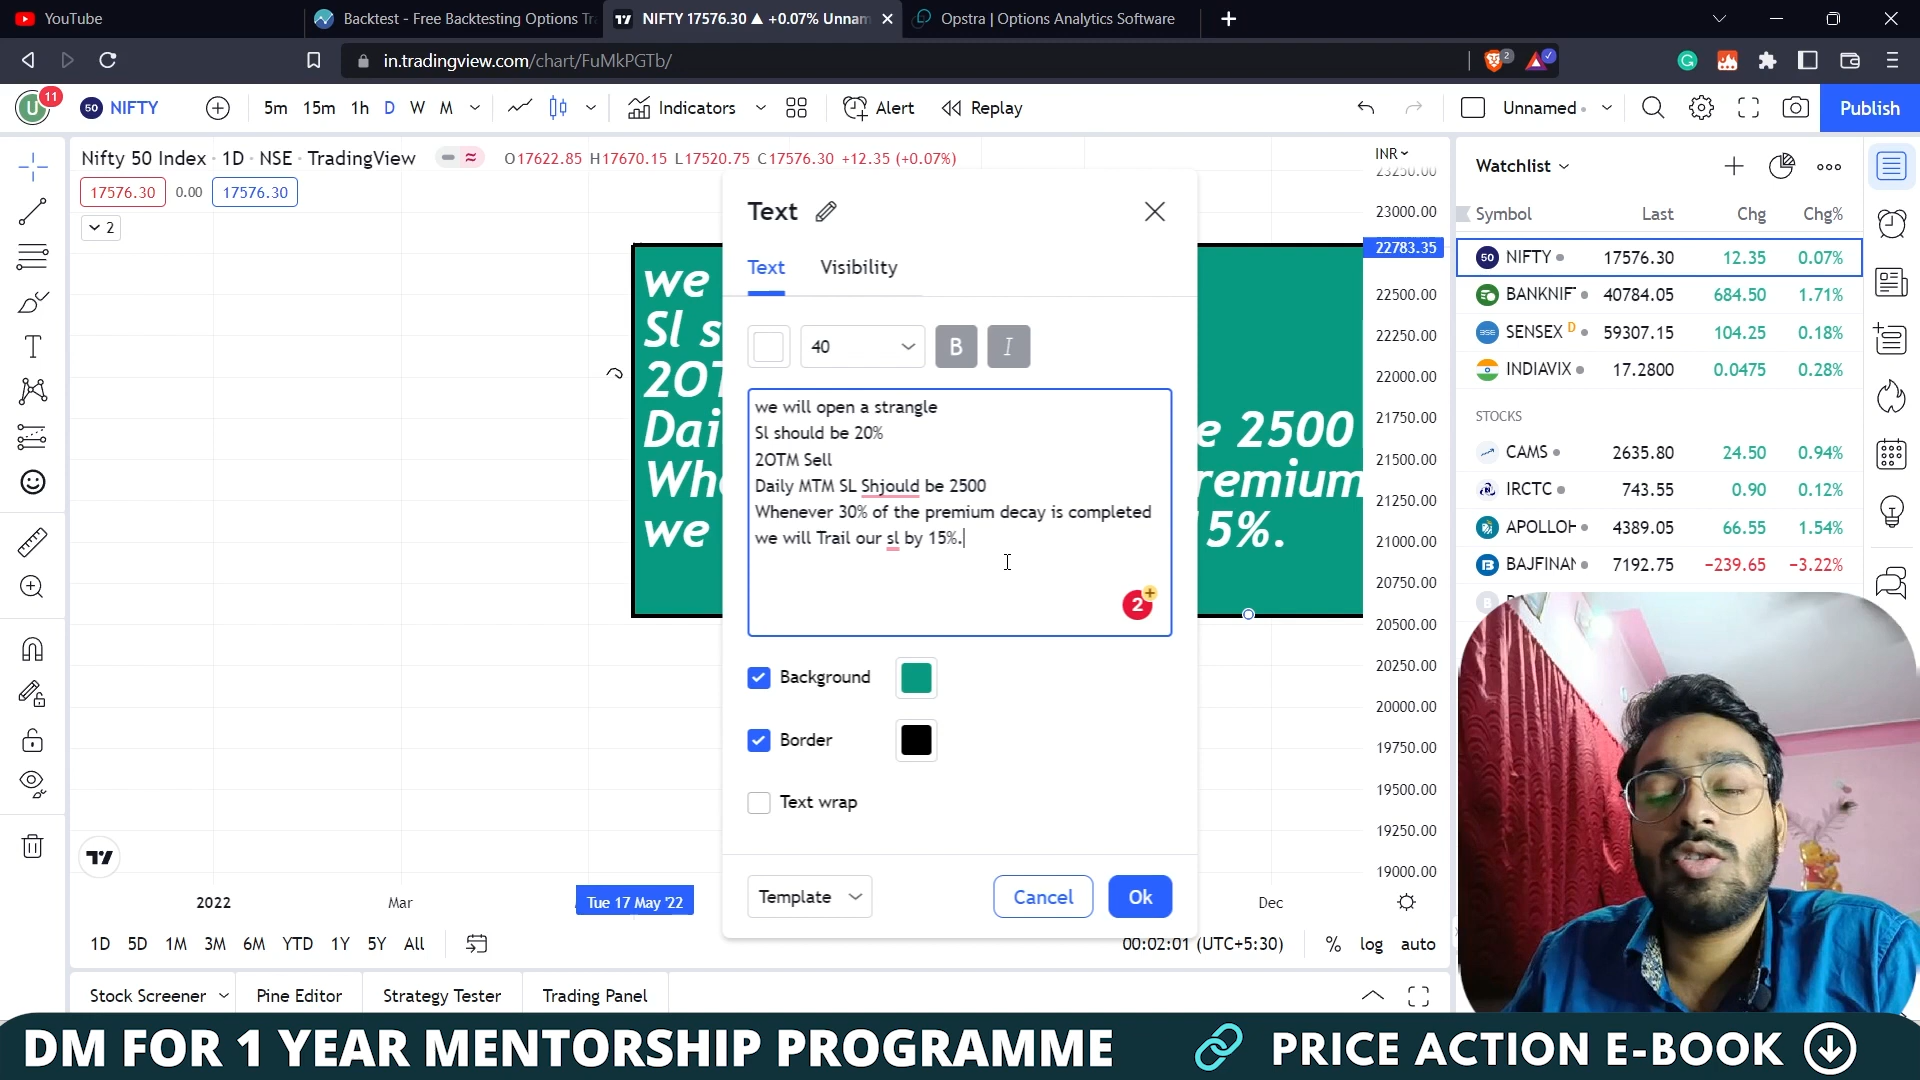 YouTube
Backtest - Free Backtesting Options Tr
NIFTY 17576.30 ▲ +0.07% Unnam
Opstra | Options Analytics Software
in.tradingview.com/chart/FuMkPGTb/
2
U
11
50 NIFTY
5m 15m 1h D W M
Indicators
Alert
Replay
Unnamed
Publish
Nifty 50 Index · 1D · NSE · TradingView
O17622.85 H17670.15 L17520.75 C17576.30 +12.35 (+0.07%)
17576.30 0.00 17576.30
2
INR
23250.00
23000.00
22783.35
22500.00
22250.00
22000.00
21750.00
21500.00
21250.00
21000.00
20750.00
20500.00
20250.00
20000.00
19750.00
19500.00
19250.00
19000.00
we
Sl s
2OT
Dai
e 2500
Whe
remium
we
5%.
Text
Text Visibility
40
B I
we will open a strangle
Sl should be 20%
2OTM Sell
Daily MTM SL Shjould be 2500
Whenever 30% of the premium decay is completed
we will Trail our sl by 15%.
2
Background
Border
Text wrap
Template
Cancel
Ok
2022 Mar Tue 17 May '22 Dec
1D 5D 1M 3M 6M YTD 1Y 5Y All
00:02:01 (UTC+5:30) % log auto
Stock Screener Pine Editor Strategy Tester Trading Panel
Watchlist
Symbol Last Chg Chg%
50 NIFTY 17576.30 12.35 0.07%
BANKNIF 40784.05 684.50 1.71%
SENSEX D 59307.15 104.25 0.18%
INDIAVIX 17.2800 0.0475 0.28%
STOCKS
CAMS 2635.80 24.50 0.94%
IRCTC 743.55 0.90 0.12%
APOLLOH 4389.05 66.55 1.54%
BAJFINAN 7192.75 −239.65 −3.22%
DM FOR 1 YEAR MENTORSHIP PROGRAMME
PRICE ACTION E-BOOK